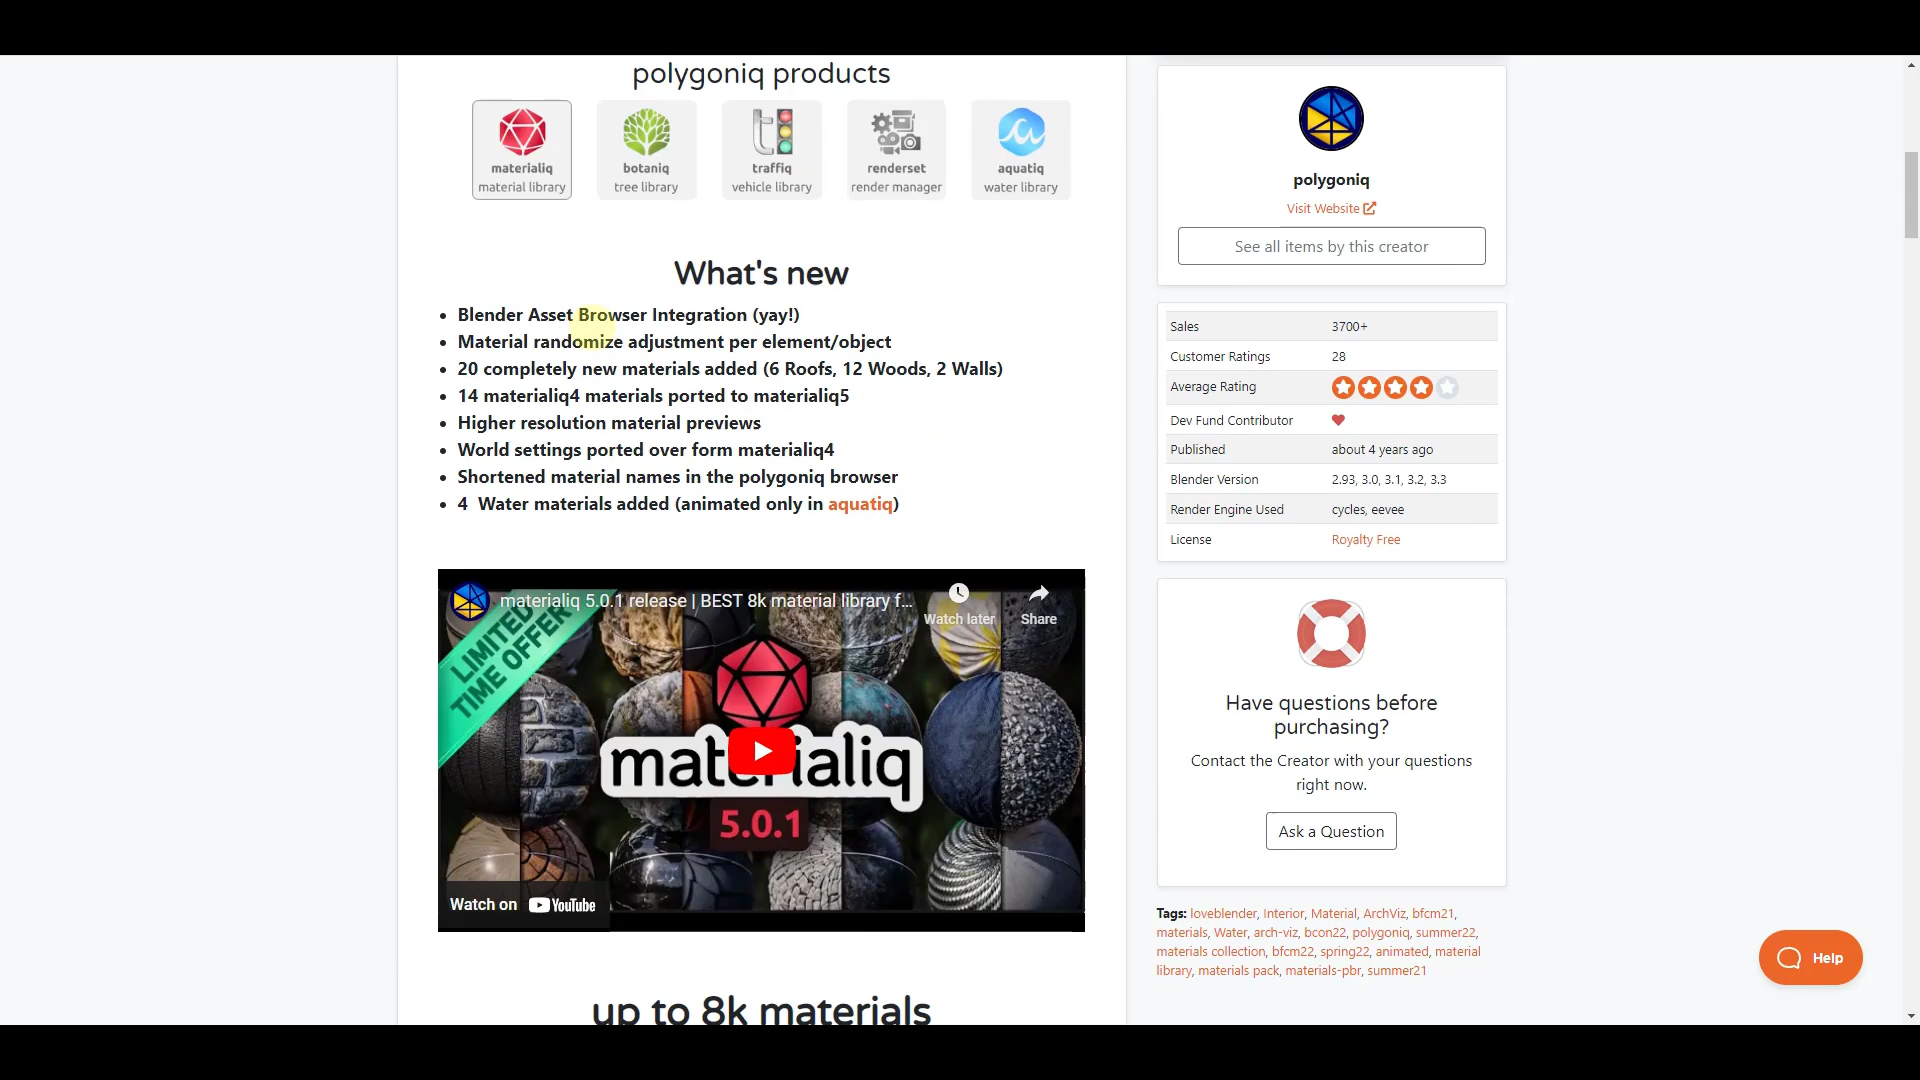 polygoniq products
materialiq
material library
botaniq
tree library
traffiq
vehicle library
renderset
render manager
aquatiq
water library
What's new
• Blender Asset Browser Integration (yay!)
• Material randomize adjustment per element/object
• 20 completely new materials added (6 Roofs, 12 Woods, 2 Walls)
• 14 materialiq4 materials ported to materialiq5
• Higher resolution material previews
• World settings ported over form materialiq4
• Shortened material names in the polygoniq browser
• 4  Water materials added (animated only in aquatiq)
materialiq 5.0.1 release | BEST 8k material library f...
Watch later
Share
LIMITED
TIME OFFER
5.0.1
Watch on YouTube
up to 8k materials
polygoniq
Visit Website
See all items by this creator
Sales 3700+
Customer Ratings 28
Average Rating
Dev Fund Contributor
Published about 4 years ago
Blender Version 2.93, 3.0, 3.1, 3.2, 3.3
Render Engine Used cycles, eevee
License Royalty Free
Have questions before
purchasing?
Contact the Creator with your questions
right now.
Ask a Question
Tags: loveblender, Interior, Material, ArchViz, bfcm21,
materials, Water, arch-viz, bcon22, polygoniq, summer22,
materials collection, bfcm22, spring22, animated, material
library, materials pack, materials-pbr, summer21
Help